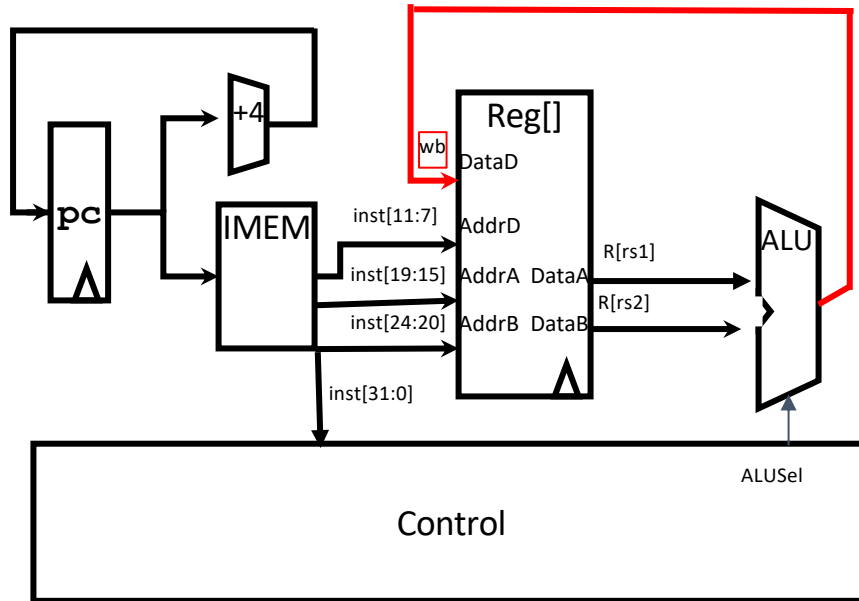 +4
Reg[]
wb
DataD
pc
IMEM
inst[11:7]
AddrD
ALU
inst[19:15]
AddrA
DataA
R[rs1]
inst[24:20]
AddrB
DataB
R[rs2]
inst[31:0]
ALUSel
Control